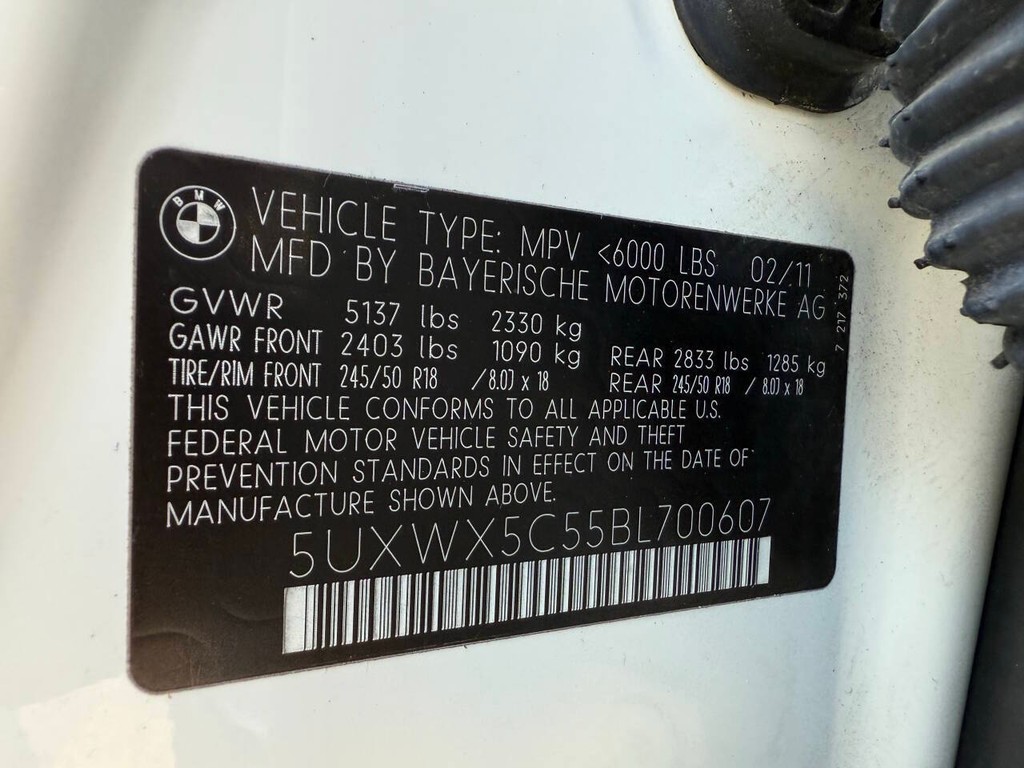 BMW
VEHICLE TYPE: MPV <6000 LBS 02/11
MFD BY BAYERISCHE MOTORENWERKE AG
GVWR 5137 lbs 2330 kg
GAWR FRONT 2403 lbs 1090 kg REAR 2833 lbs 1285 kg
TIRE/RIM FRONT 245/50 R18 / 8.0J x 18 REAR 245/50 R18 / 8.0J x 18
THIS VEHICLE CONFORMS TO ALL APPLICABLE U.S.
FEDERAL MOTOR VEHICLE SAFETY AND THEFT
PREVENTION STANDARDS IN EFFECT ON THE DATE OF
MANUFACTURE SHOWN ABOVE.
5UXWX5C55BL700607
7 217 372